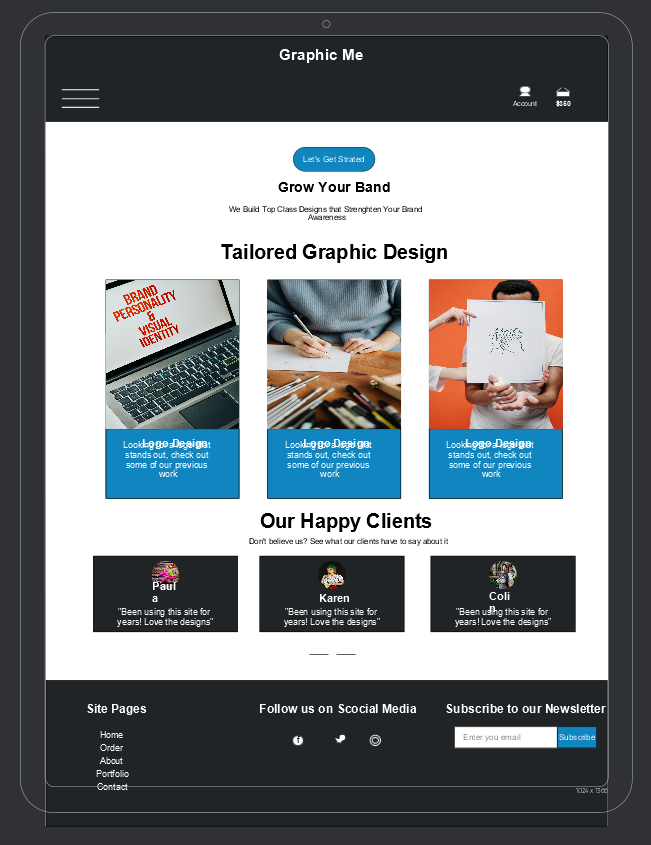 Graphic Me
Account
$350
Let's Get Strated
Grow Your Band
We Build Top Class Designs that Strenghten Your Brand
Awareness
Tailored Graphic Design
BRAND
PERSONALITY
&
VISUAL
IDENTITY
Logo Design
Looking for a logo that
stands out, check out
some of our previous
work
Logo Design
Looking for a logo that
stands out, check out
some of our previous
work
Logo Design
Looking for a logo that
stands out, check out
some of our previous
work
Our Happy Clients
Don't believe us? See what our clients have to say about it
Paul
a
"Been using this site for
years! Love the designs"
Karen
"Been using this site for
years! Love the designs"
Coli
n
"Been using this site for
years! Love the designs"
Site Pages
Home
Order
About
Portfolio
Contact
Follow us on Scocial Media
Subscribe to our Newsletter
Enter you email
Subscribe
1024 x 1366